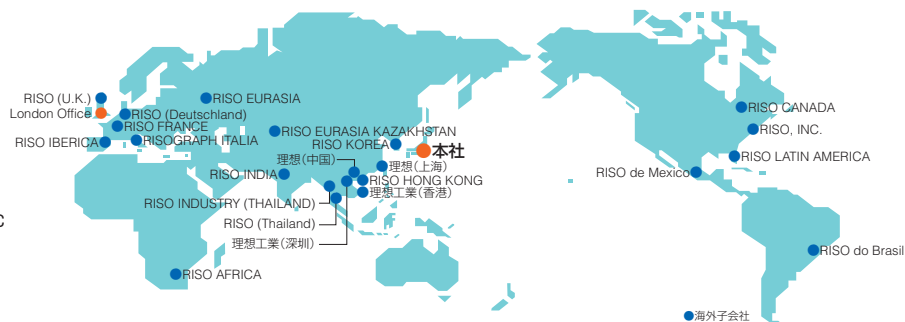 RISO (U.K.)
London Office
RISO EURASIA
RISO (Deutschland)
RISO FRANCE
RISO IBERICA
RISOGRAPH ITALIA
RISO EURASIA KAZAKHSTAN
RISO KOREA
本社
理想(中国)
理想(上海)
RISO INDIA
RISO HONG KONG
理想工業(香港)
RISO INDUSTRY (THAILAND)
RISO (Thailand)
理想工業(深圳)
RISO AFRICA
C
RISO CANADA
RISO, INC.
RISO LATIN AMERICA
RISO de Mexico
RISO do Brasil
海外子会社